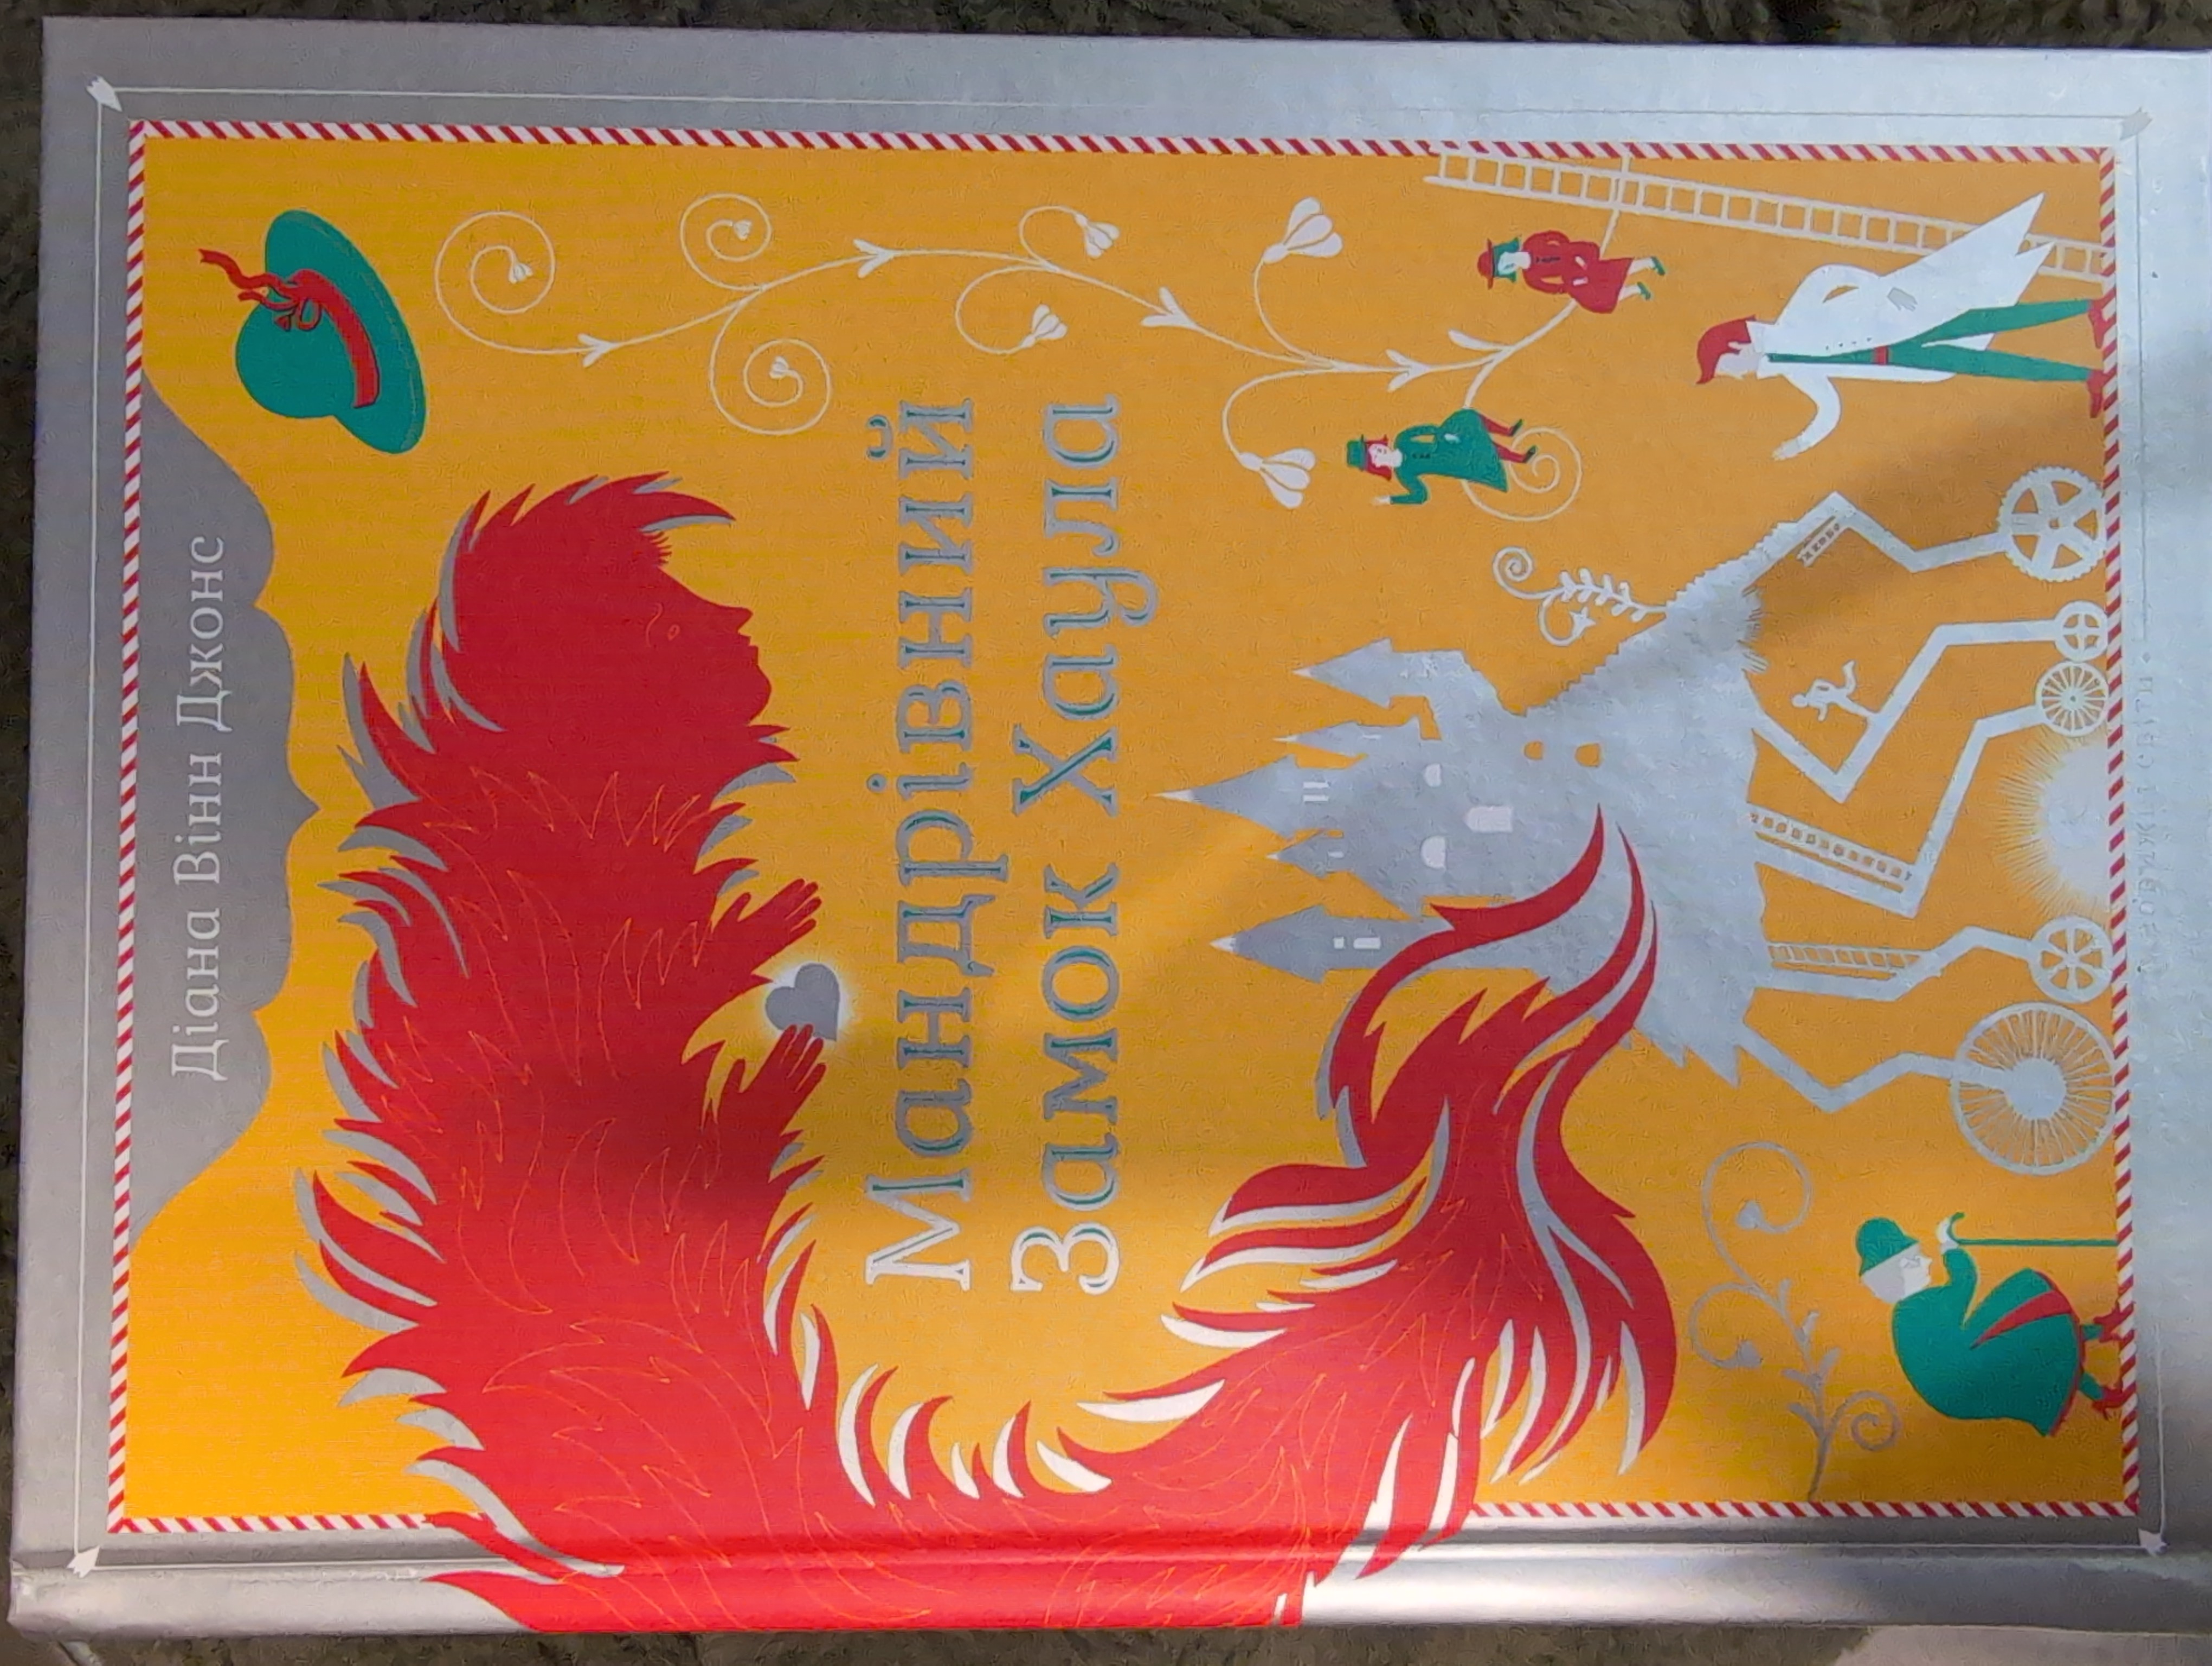 Діана Вінн Джонс
Мандрівний
Замок Хаула